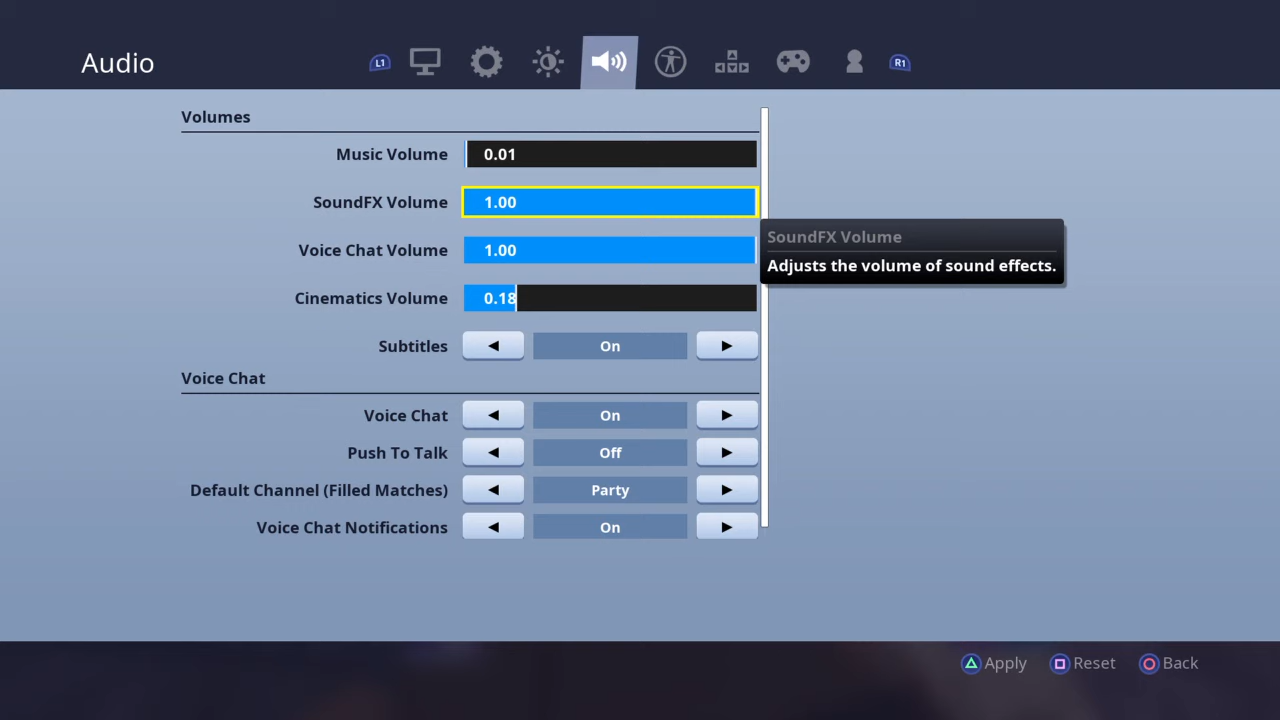 Audio
L1
R1
Volumes
Music Volume 0.01
SoundFX Volume 1.00
Voice Chat Volume 1.00
SoundFX Volume
Adjusts the volume of sound effects.
Cinematics Volume 0.18
Subtitles On
Voice Chat
Voice Chat On
Push To Talk Off
Default Channel (Filled Matches) Party
Voice Chat Notifications On
Apply Reset Back